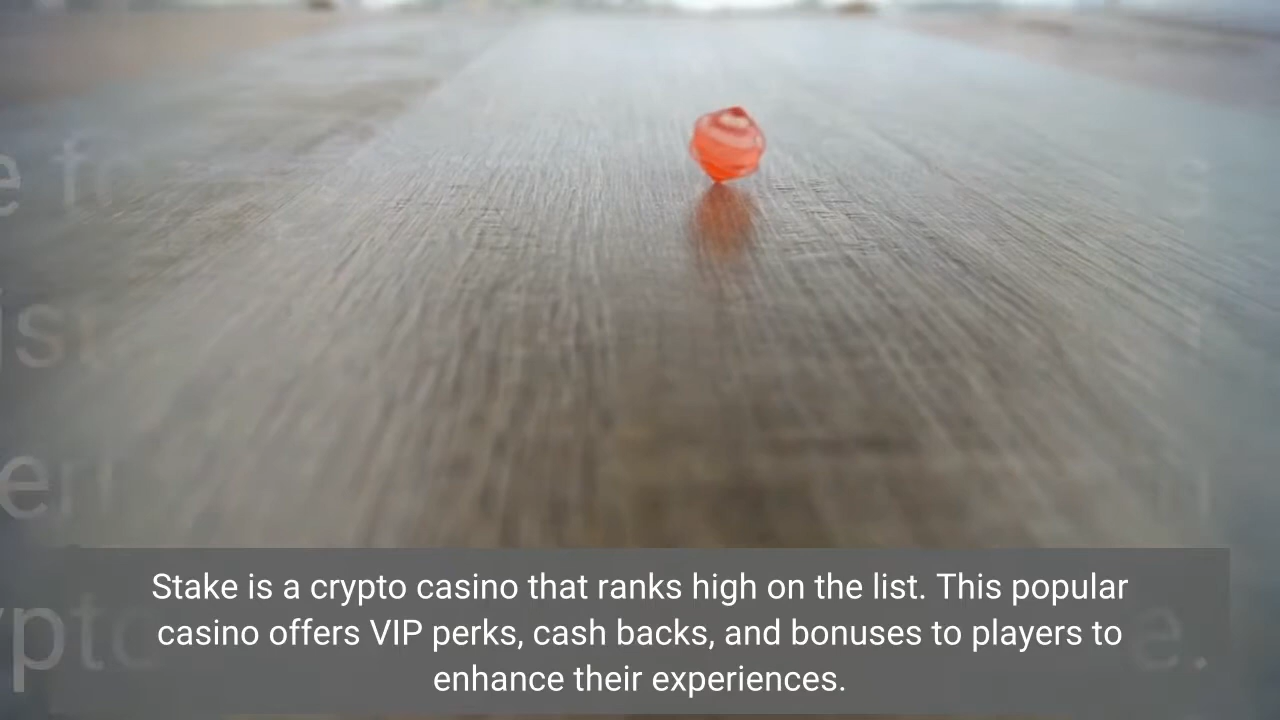 Stake is a crypto casino that ranks high on the list. This popular
casino offers VIP perks, cash backs, and bonuses to players to
enhance their experiences.